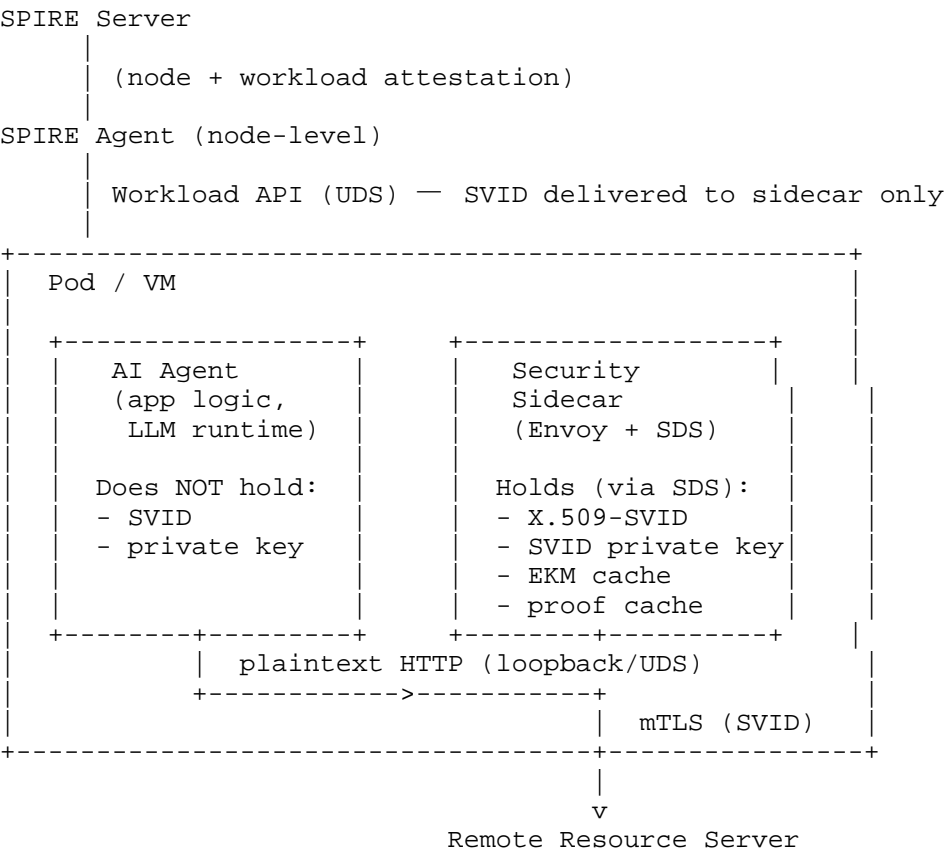 SPIRE Server
(node + workload attestation)
SPIRE Agent (node-level)
Workload API (UDS) — SVID delivered to sidecar only
Pod / VM
AI Agent Security
(app logic, Sidecar
LLM runtime) (Envoy + SDS)
Does NOT hold: Holds (via SDS):
- SVID - X.509-SVID
- private key - SVID private key
- EKM cache
- proof cache
plaintext HTTP (loopback/UDS)
mTLS (SVID)
v
Remote Resource Server